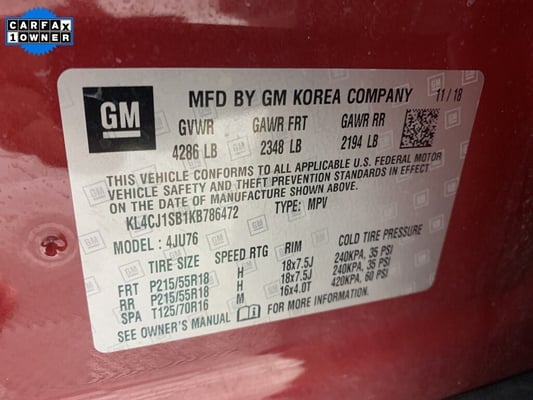 CARFAX
1 OWNER
GM
MFD BY GM KOREA COMPANY 11/18
GVWR GAWR FRT GAWR RR
4286 LB 2348 LB 2194 LB
THIS VEHICLE CONFORMS TO ALL APPLICABLE U.S. FEDERAL MOTOR
VEHICLE SAFETY AND THEFT PREVENTION STANDARDS IN EFFECT
ON THE DATE OF MANUFACTURE SHOWN ABOVE.
KL4CJ1SB1KB786472 TYPE: MPV
MODEL: 4JU76
TIRE SIZE SPEED RTG RIM COLD TIRE PRESSURE
FRT P215/55R18 H 18x7.5J 240KPA, 35 PSI
RR P215/55R18 H 18x7.5J 240KPA, 35 PSI
SPA T125/70R16 M 16x4.0T 420KPA, 60 PSI
SEE OWNER'S MANUAL FOR MORE INFORMATION.